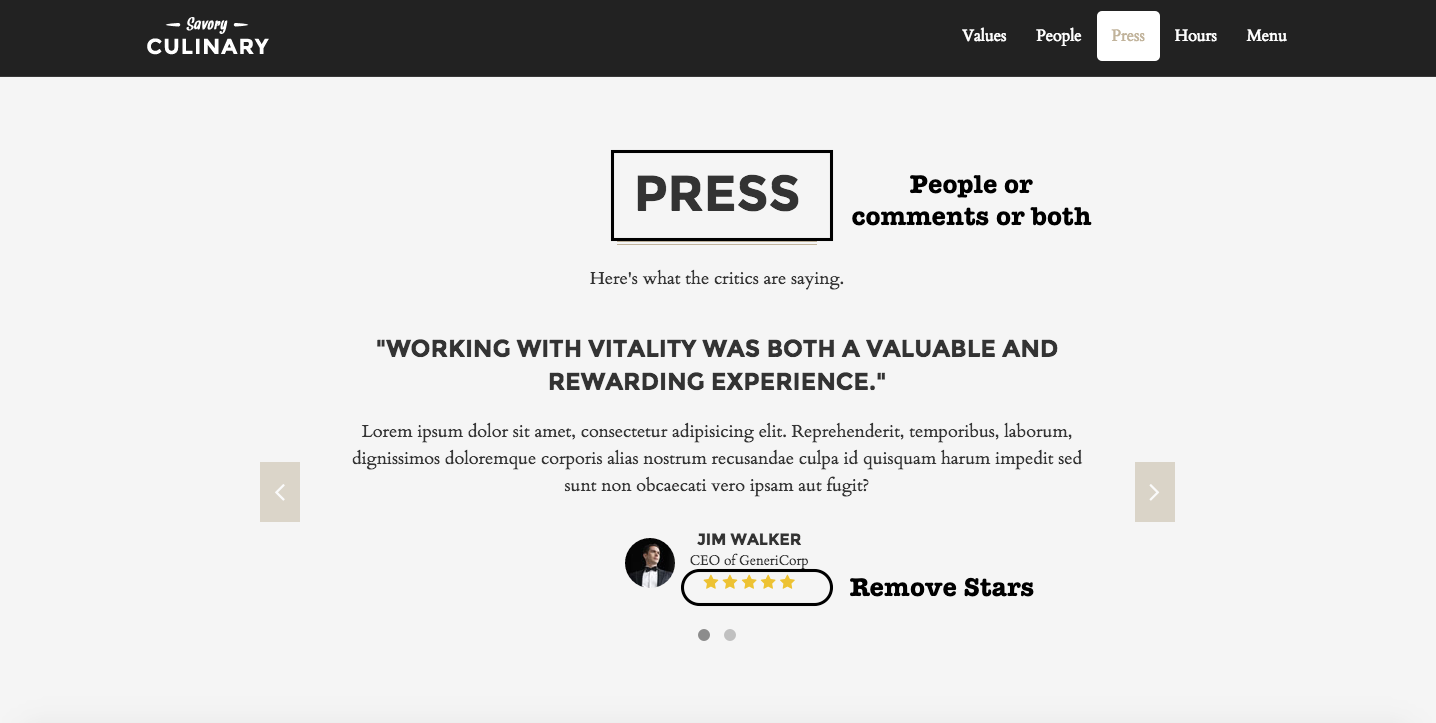 Savory
CULINARY
Values People Press Hours Menu
PRESS
People or
comments or both
Here's what the critics are saying.
"WORKING WITH VITALITY WAS BOTH A VALUABLE AND
REWARDING EXPERIENCE."
Lorem ipsum dolor sit amet, consectetur adipisicing elit. Reprehenderit, temporibus, laborum,
dignissimos doloremque corporis alias nostrum recusandae culpa id quisquam harum impedit sed
sunt non obcaecati vero ipsam aut fugit?
JIM WALKER
CEO of GeneriCorp
Remove Stars